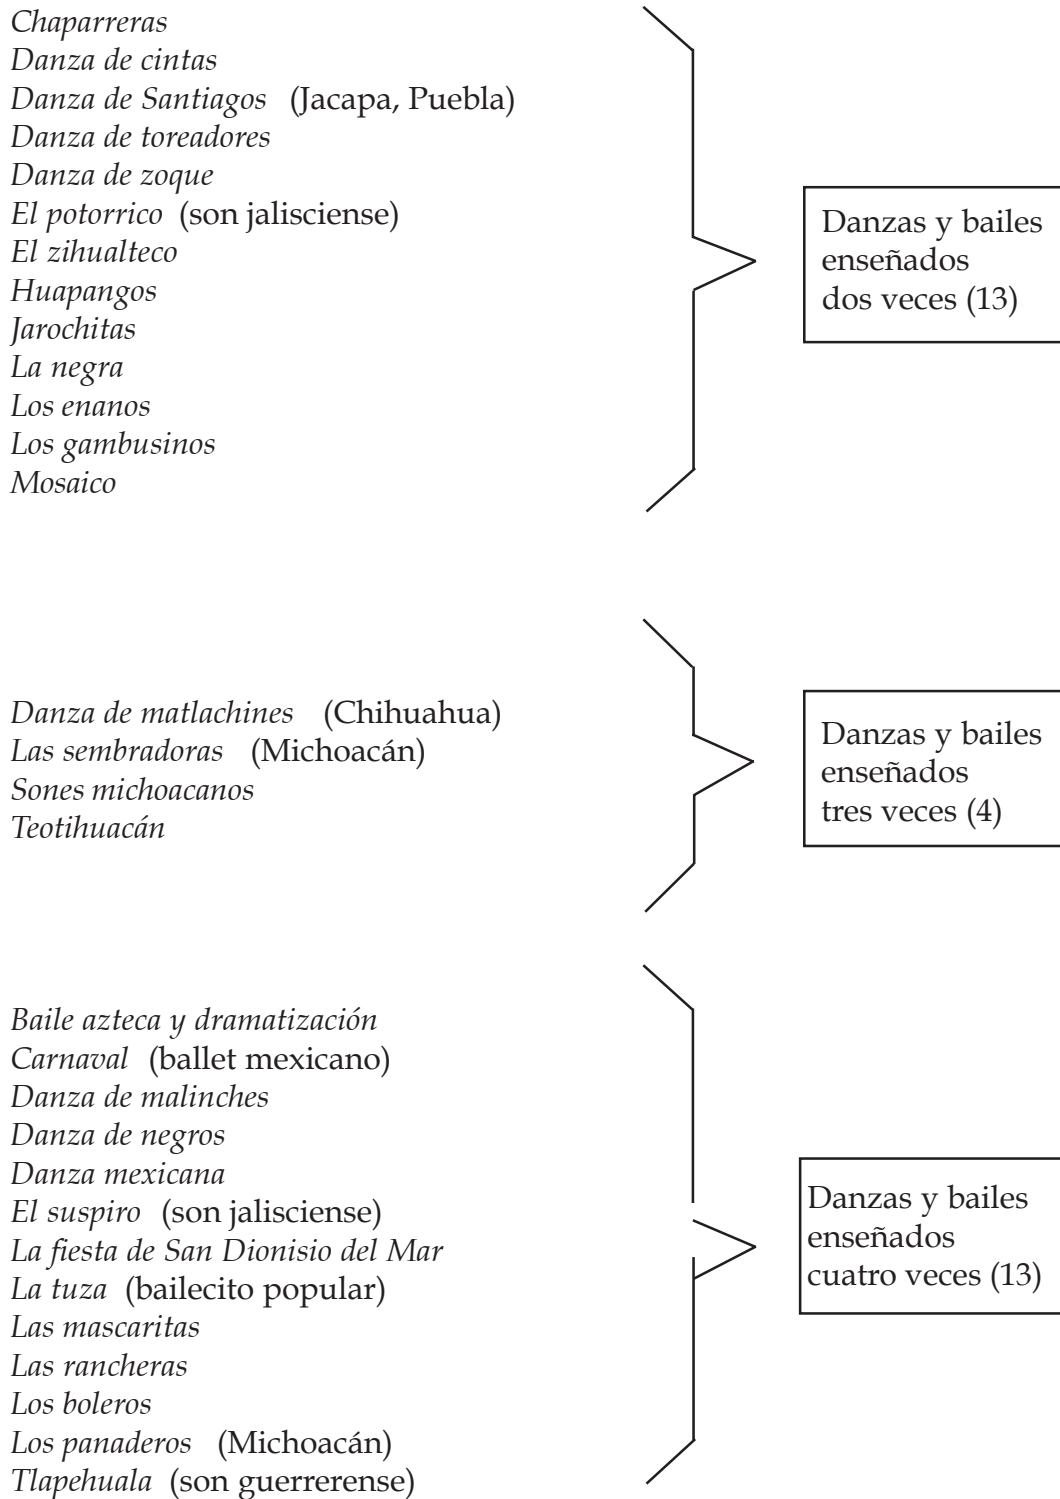 Chaparreras
Danza de cintas
Danza de Santiagos (Jacapa, Puebla)
Danza de toreadores
Danza de zoque
El potorrico (son jalisciense)
El zihualteco
Huapangos
Jarochitas
La negra
Los enanos
Los gambusinos
Mosaico
Danzas y bailes
enseñados
dos veces (13)
Danza de matlachines (Chihuahua)
Las sembradoras (Michoacán)
Sones michoacanos
Teotihuacán
Danzas y bailes
enseñados
tres veces (4)
Baile azteca y dramatización
Carnaval (ballet mexicano)
Danza de malinches
Danza de negros
Danza mexicana
El suspiro (son jalisciense)
La fiesta de San Dionisio del Mar
La tuza (bailecito popular)
Las mascaritas
Las rancheras
Los boleros
Los panaderos (Michoacán)
Tlapehuala (son guerrerense)
Danzas y bailes
enseñados
cuatro veces (13)